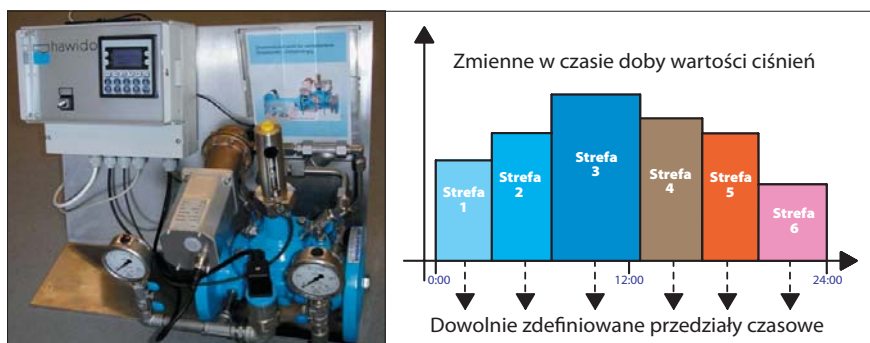 hawido
Zmienne w czasie doby wartości ciśnień
Strefa
1
Strefa
2
Strefa
3
Strefa
4
Strefa
5
Strefa
6
0:00
12:00
24:00
Dowolnie zdefiniowane przedziały czasowe